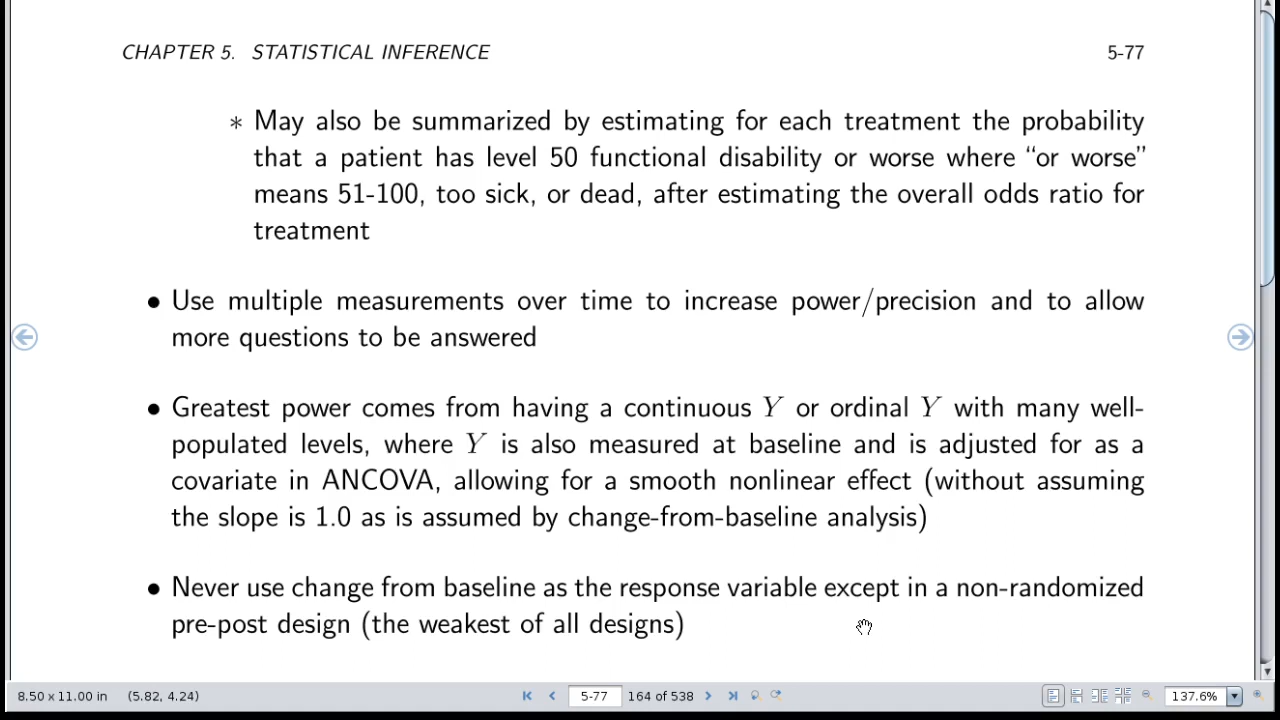 CHAPTER 5. STATISTICAL INFERENCE 5-77
∗ May also be summarized by estimating for each treatment the probability
that a patient has level 50 functional disability or worse where “or worse”
means 51-100, too sick, or dead, after estimating the overall odds ratio for
treatment
• Use multiple measurements over time to increase power/precision and to allow
more questions to be answered
• Greatest power comes from having a continuous Y or ordinal Y with many well-
populated levels, where Y is also measured at baseline and is adjusted for as a
covariate in ANCOVA, allowing for a smooth nonlinear effect (without assuming
the slope is 1.0 as is assumed by change-from-baseline analysis)
• Never use change from baseline as the response variable except in a non-randomized
pre-post design (the weakest of all designs)
8.50 x 11.00 in (5.82, 4.24) 5-77 164 of 538 137.6%